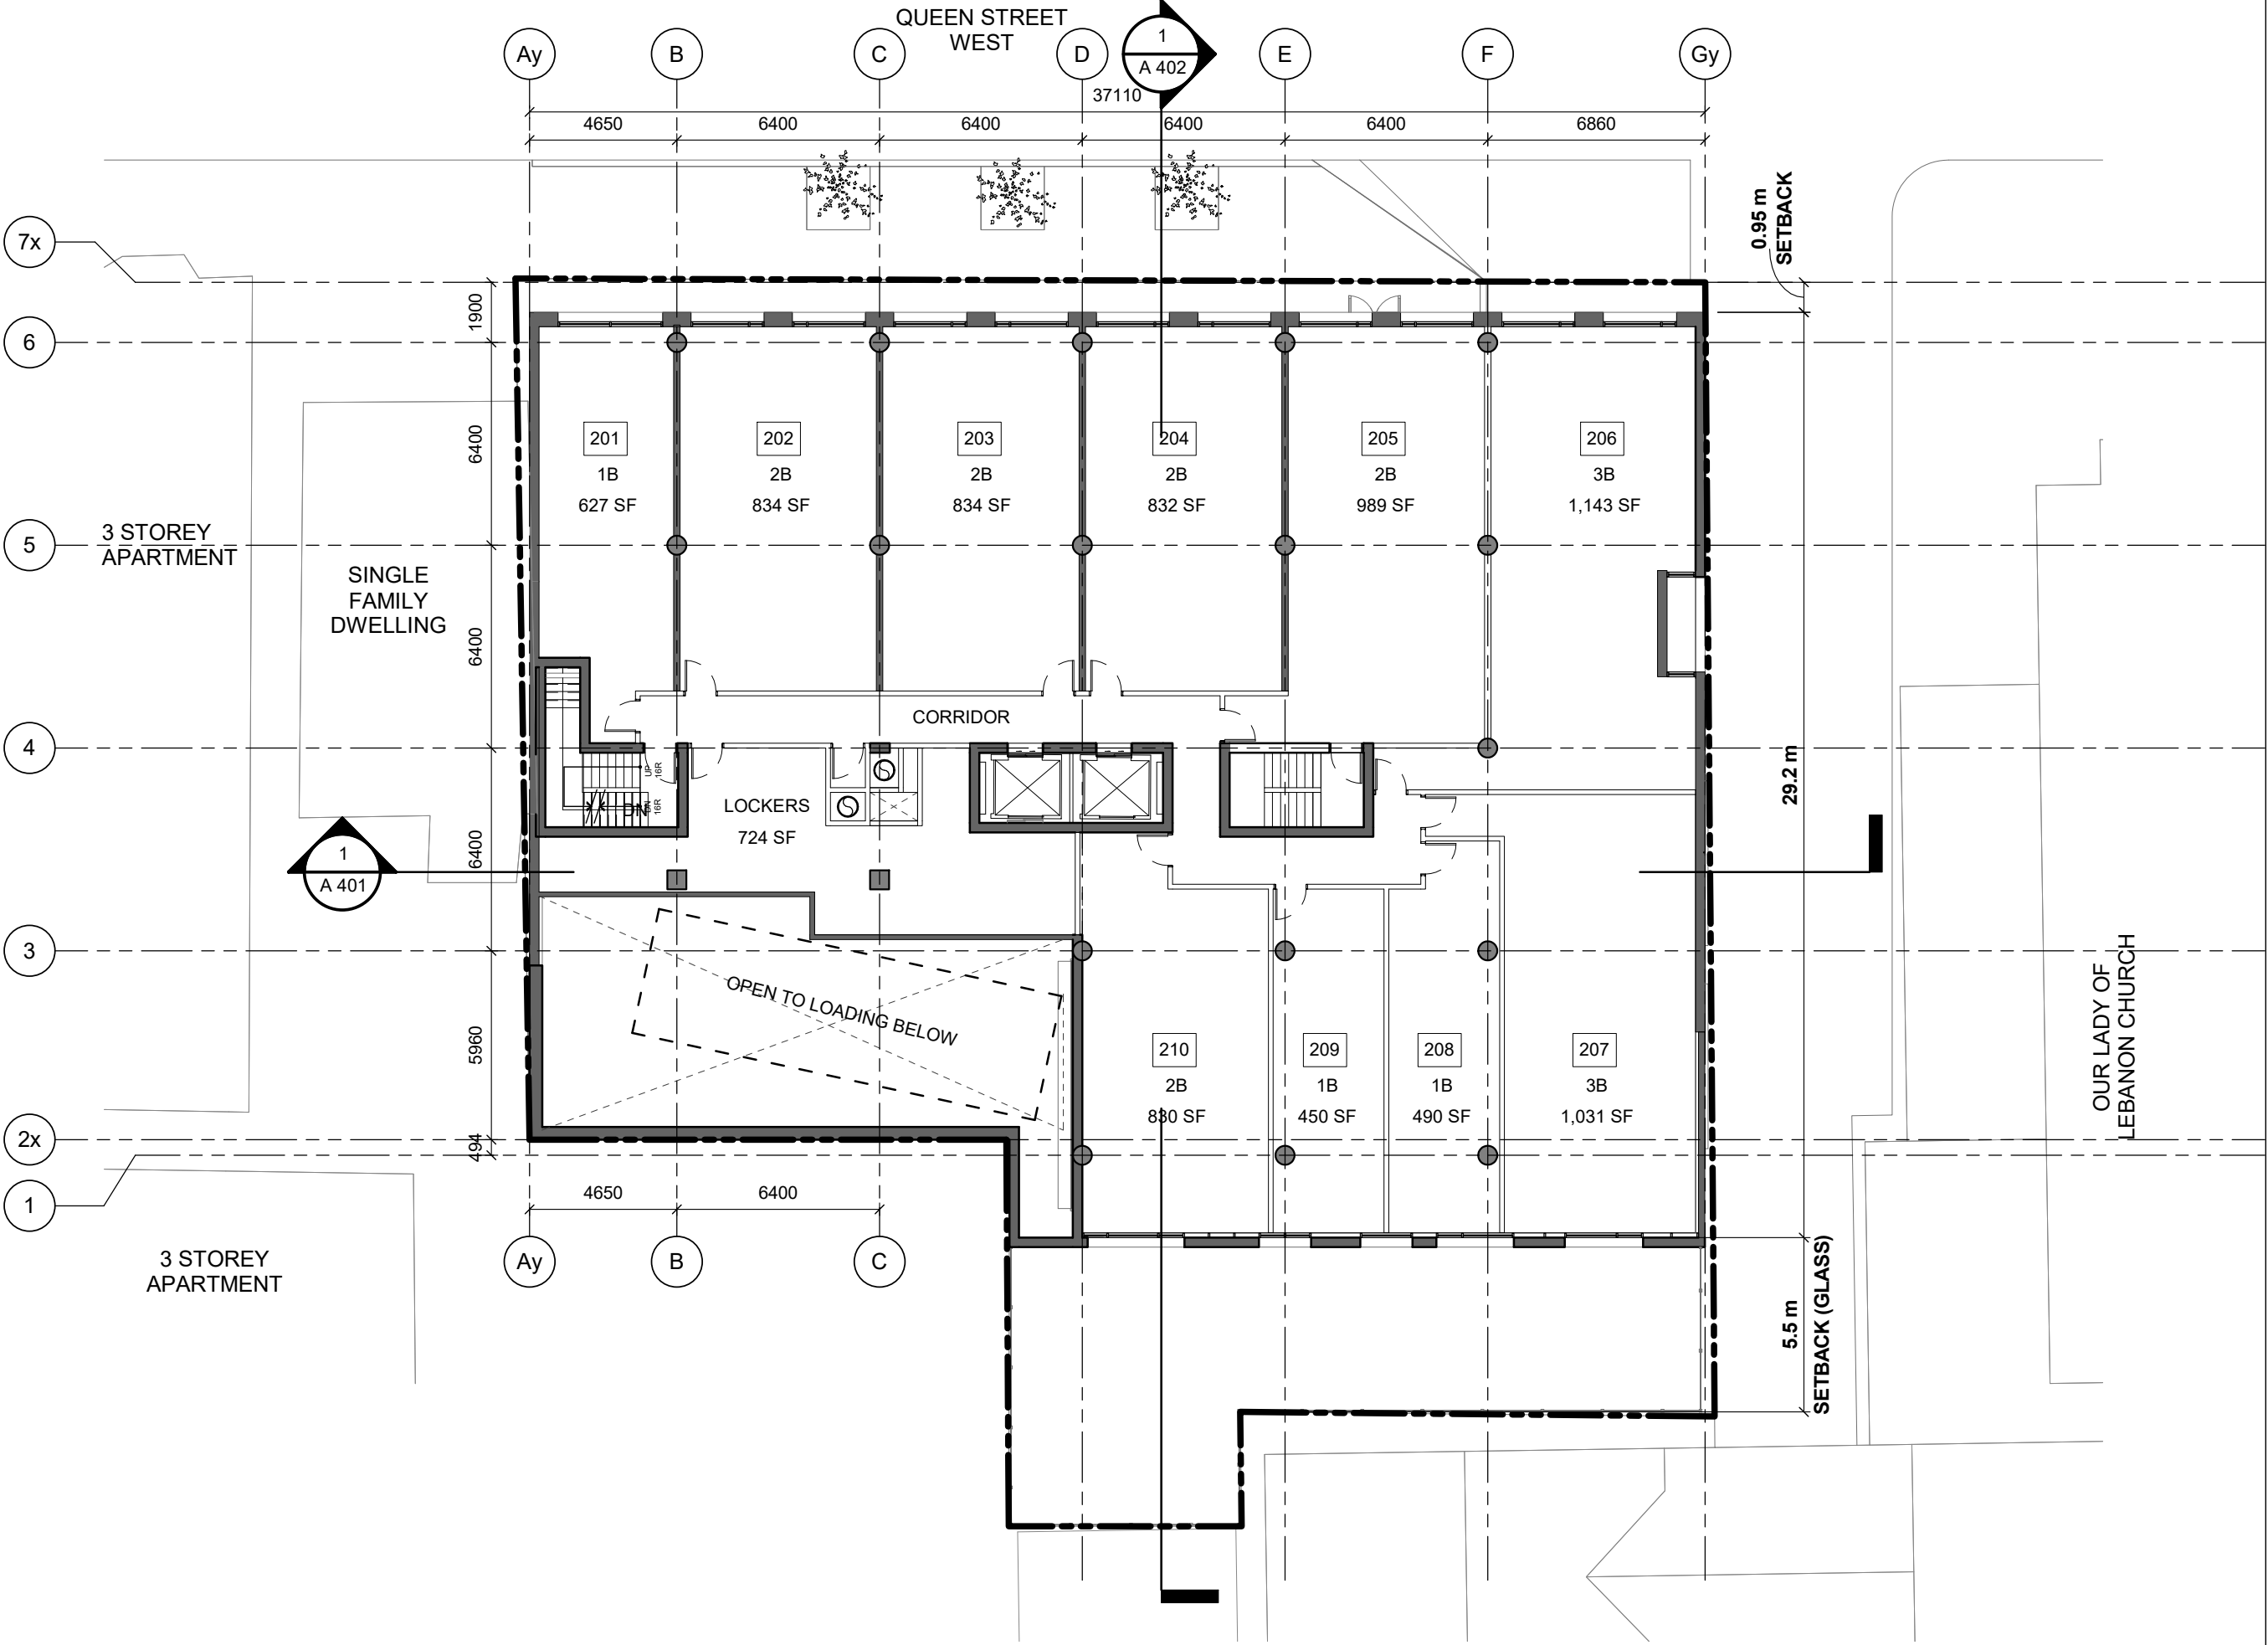 QUEEN STREET
WEST
Ay
B
C
D
1
A 402
E
F
Gy
37110
4650
6400
6400
6400
6400
6860
0.95 m
SETBACK
7x
1900
6
6400
201
1B
627 SF
202
2B
834 SF
203
2B
834 SF
204
2B
832 SF
205
2B
989 SF
206
3B
1,143 SF
5
3 STOREY
APARTMENT
SINGLE
FAMILY
DWELLING
6400
CORRIDOR
4
UP
16R
DN
DN
16R
LOCKERS
724 SF
29.2 m
6400
1
A 401
3
OPEN TO LOADING BELOW
5960
210
2B
830 SF
209
1B
450 SF
208
1B
490 SF
207
3B
1,031 SF
OUR LADY OF
LEBANON CHURCH
2x
494
1
4650
6400
Ay
B
C
3 STOREY
APARTMENT
5.5 m
SETBACK (GLASS)